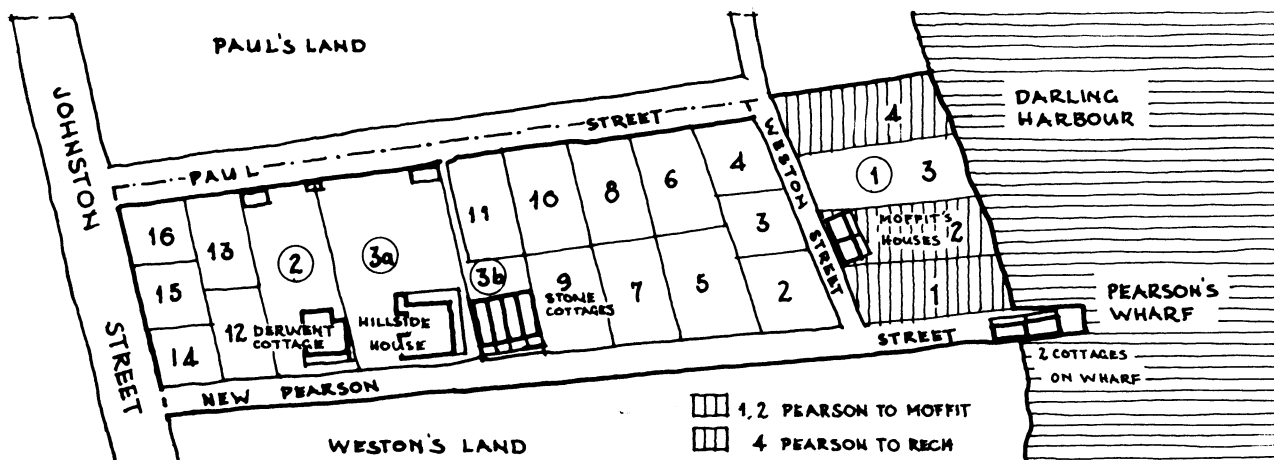 PAUL'S LAND
JOHNSTON
STREET
PAUL
STREET
WESTON
STREET
DARLING
HARBOUR
4
1
3
MOFFIT'S
HOUSES
2
1
PEARSON'S
WHARF
2 COTTAGES
ON WHARF
16
15
14
13
12
2
DERWENT
COTTAGE
3a
HILLSIDE
HOUSE
11
3b
STONE
COTTAGES
10
9
8
7
6
5
4
3
2
NEW PEARSON
STREET
WESTON'S LAND
1,2 PEARSON TO MOFFIT
4 PEARSON TO RECH